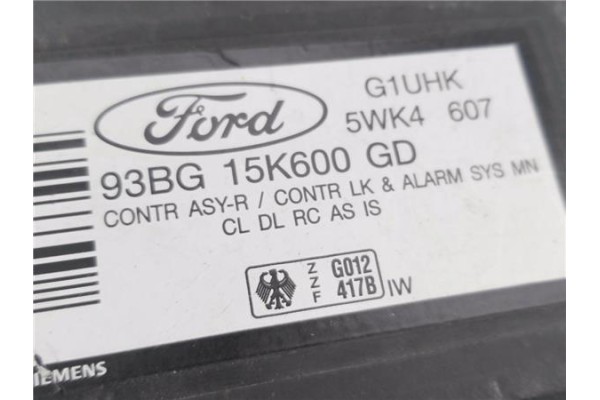 Ford
G1UHK
5WK4 607
93BG 15K600 GD
CONTR ASY-R / CONTR LK & ALARM SYS MN
CL DL RC AS IS
Z Z F
G012
417B
IW
SIEMENS